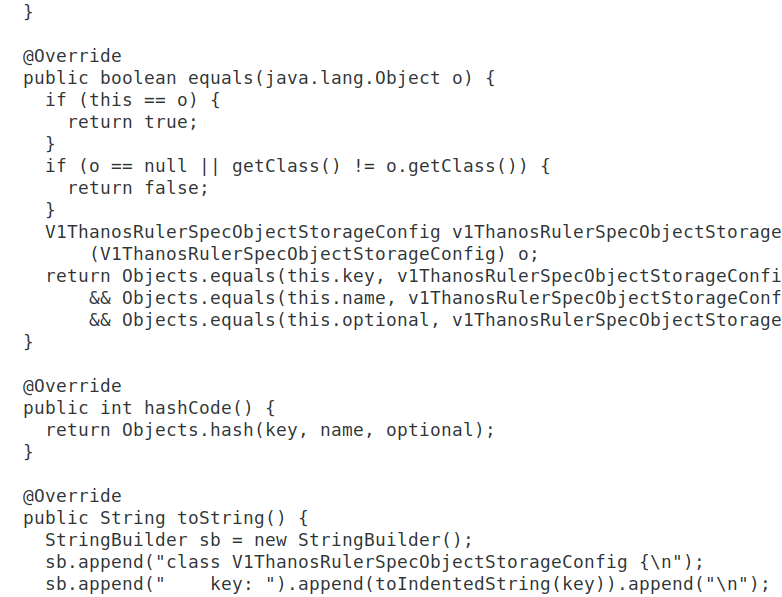 }

@Override
public boolean equals(java.lang.Object o) {
  if (this == o) {
    return true;
  }
  if (o == null || getClass() != o.getClass()) {
    return false;
  }
  V1ThanosRulerSpecObjectStorageConfig v1ThanosRulerSpecObjectStorage
      (V1ThanosRulerSpecObjectStorageConfig) o;
  return Objects.equals(this.key, v1ThanosRulerSpecObjectStorageConfi
      && Objects.equals(this.name, v1ThanosRulerSpecObjectStorageConf
      && Objects.equals(this.optional, v1ThanosRulerSpecObjectStorage
}

@Override
public int hashCode() {
  return Objects.hash(key, name, optional);
}

@Override
public String toString() {
  StringBuilder sb = new StringBuilder();
  sb.append("class V1ThanosRulerSpecObjectStorageConfig {\n");
  sb.append("    key: ").append(toIndentedString(key)).append("\n");